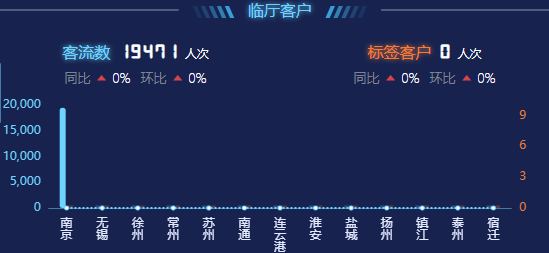 临厅客户
客流数 19471 人次
标签客户 0 人次
同比 0% 环比 0%
同比 0% 环比 0%
20,000
15,000
10,000
5,000
0
9
6
3
0
南京 无锡 徐州 常州 苏州 南通 连云港 淮安 盐城 扬州 镇江 泰州 宿迁